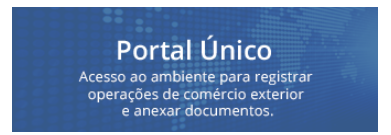 Portal Único
Acesso ao ambiente para registrar
operações de comércio exterior
e anexar documentos.